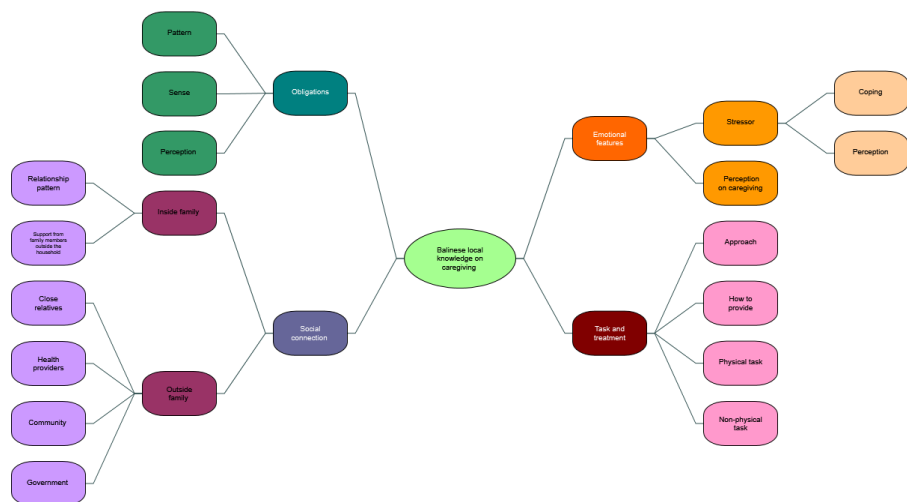 Pattern
Sense
Perception
Obligations
Relationship
pattern
Support from
family members
outside the
household
Inside family
Close
relatives
Health
providers
Community
Government
Outside
family
Social
connection
Balinese local
knowledge on
caregiving
Emotional
features
Stressor
Coping
Perception
Perception
on caregiving
Task and
treatment
Approach
How to
provide
Physical task
Non-physical
task